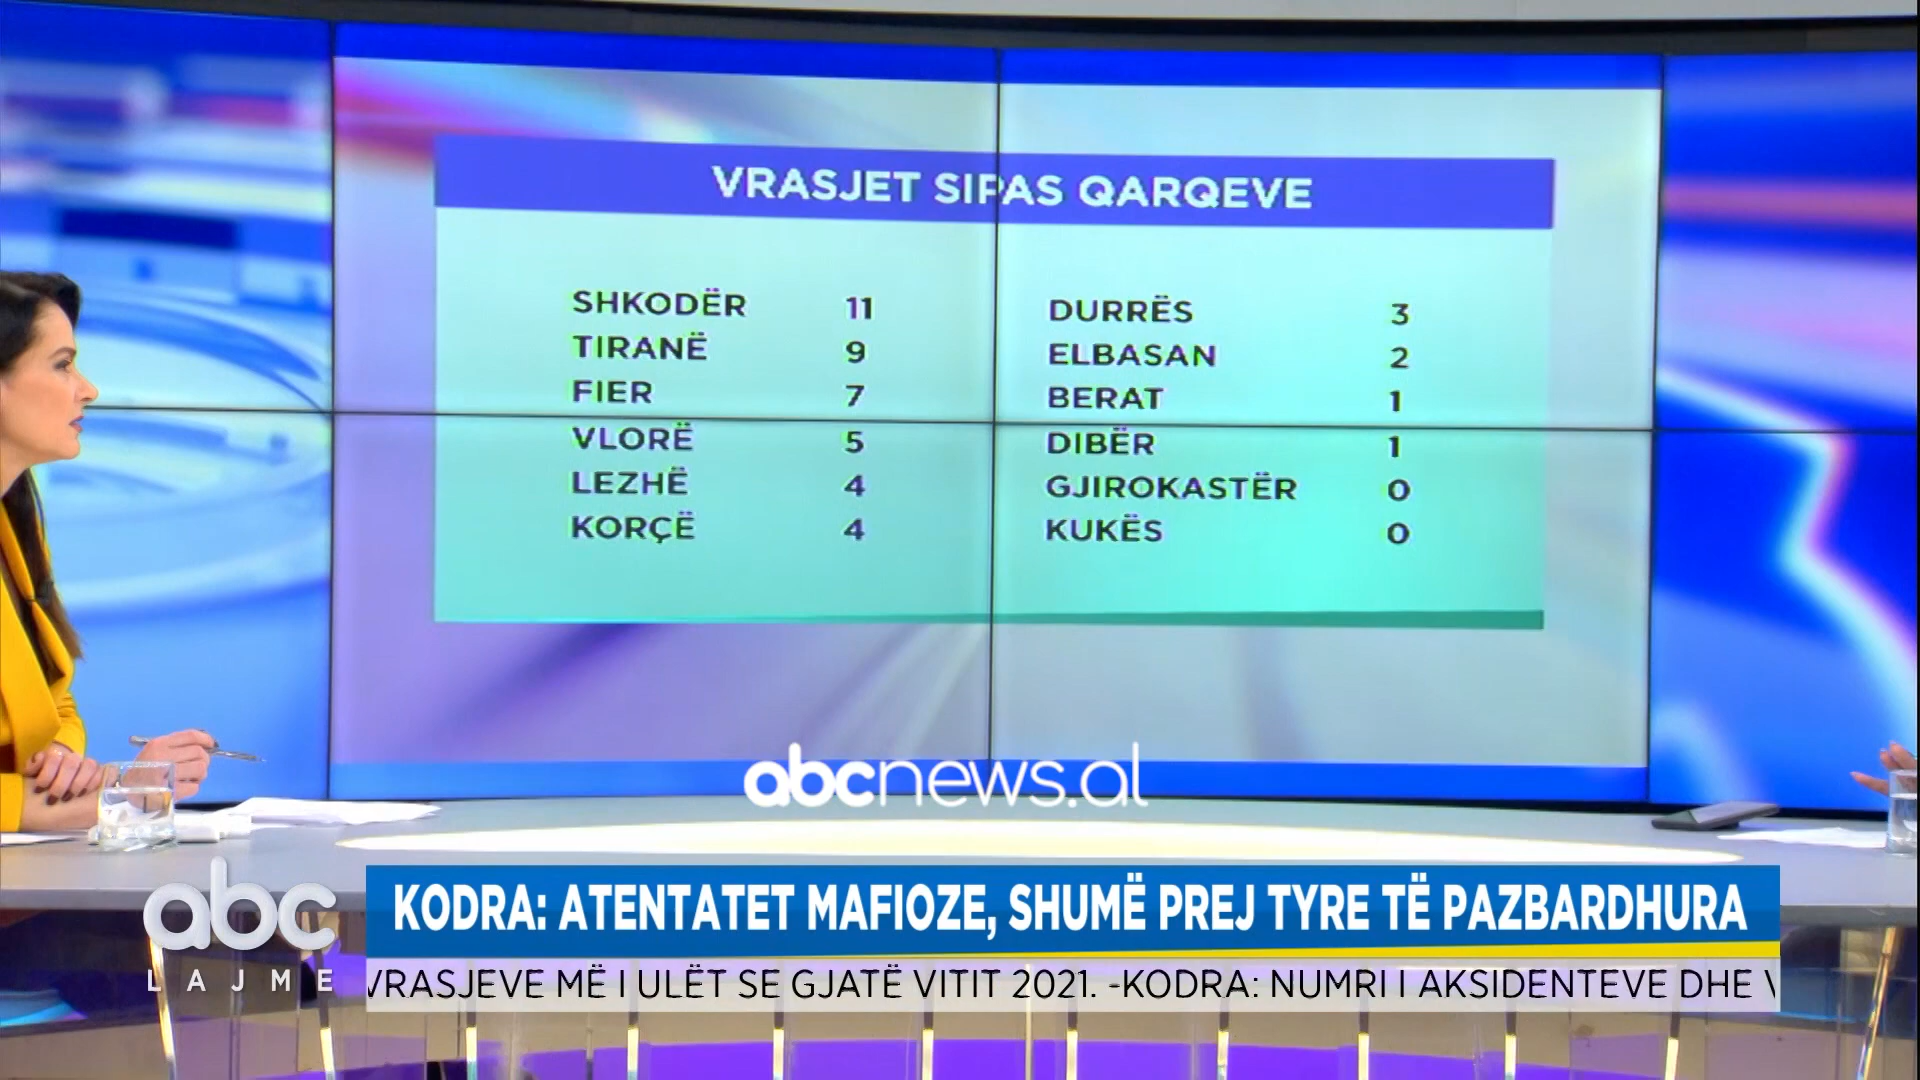 VRASJET SIPAS QARQEVE
SHKODËR 11
TIRANË 9
FIER 7
VLORË 5
LEZHË 4
KORÇË 4
DURRËS 3
ELBASAN 2
BERAT 1
DIBËR 1
GJIROKASTËR 0
KUKËS 0
abcnews.al
abc
LAJME
KODRA: ATENTATET MAFIOZE, SHUMË PREJ TYRE TË PAZBARDHURA
VRASJEVE MË I ULËT SE GJATË VITIT 2021. -KODRA: NUMRI I AKSIDENTEVE DHE